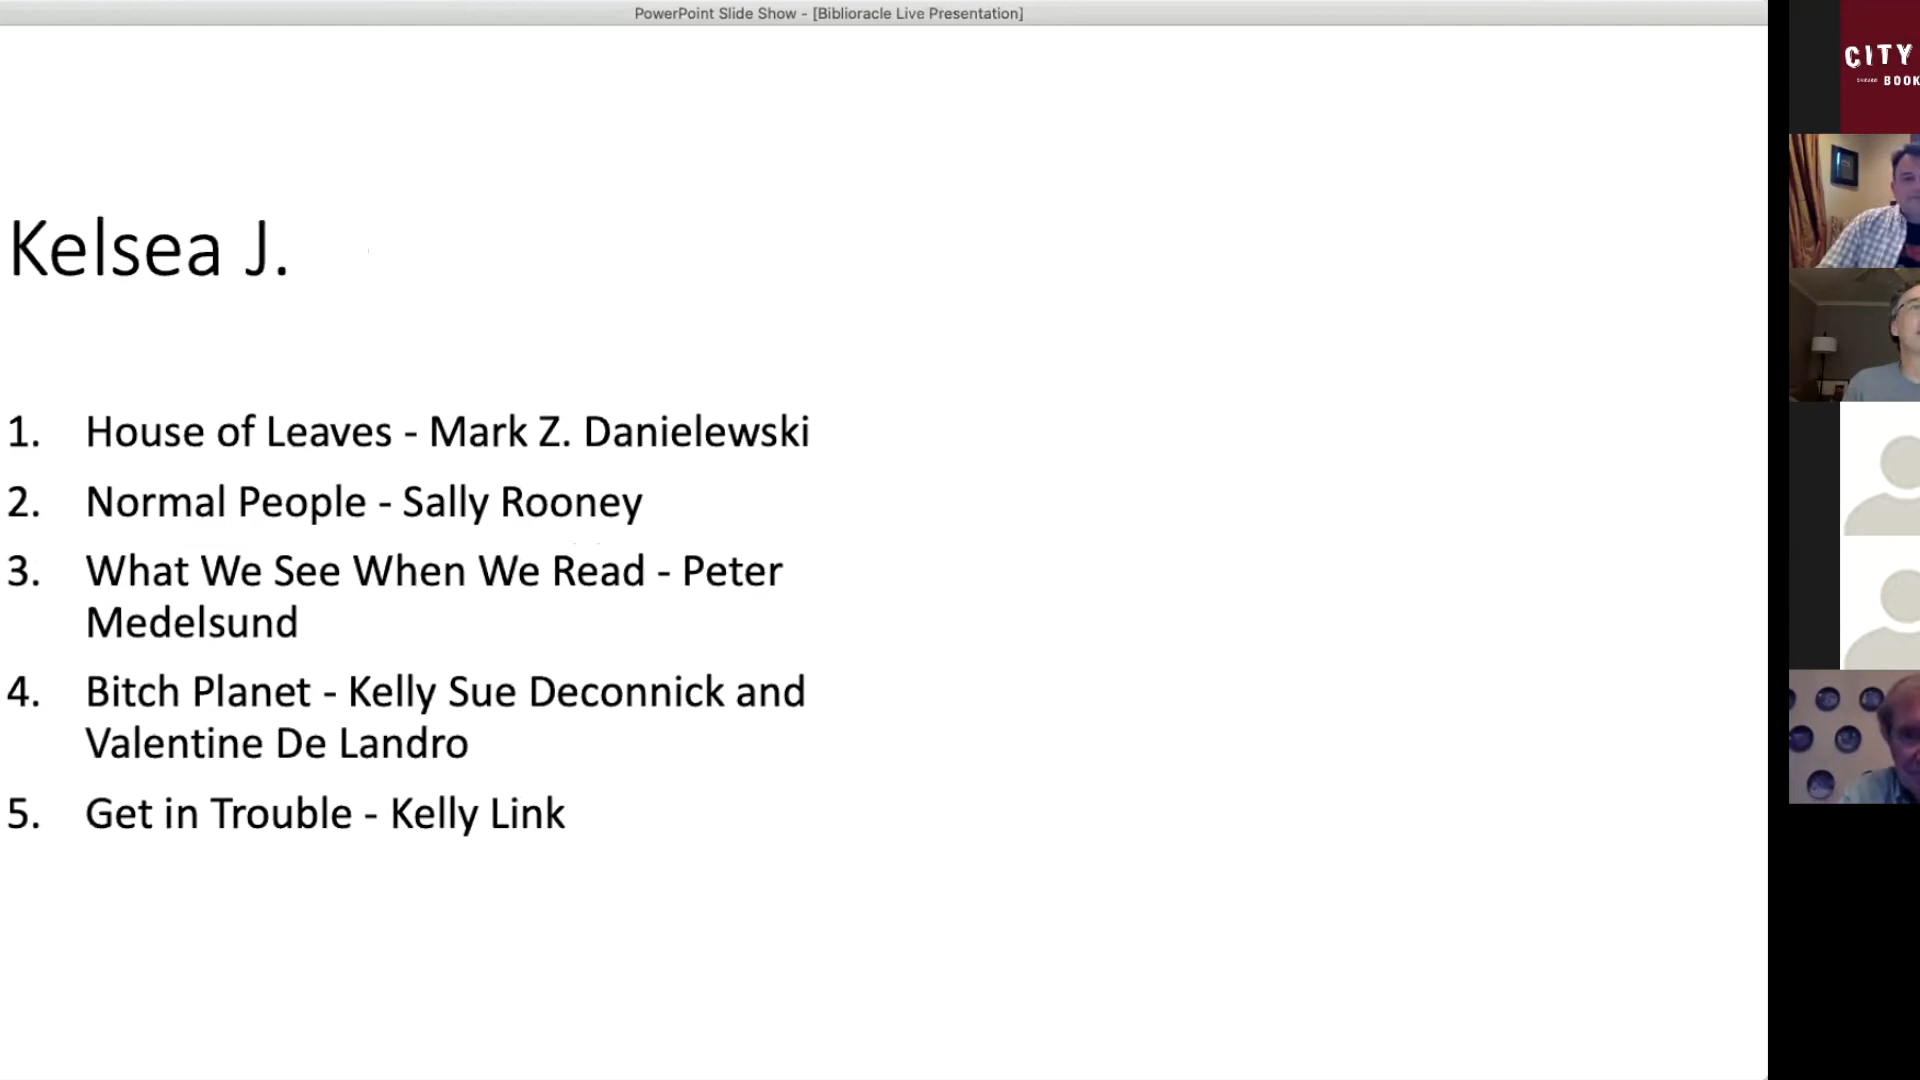 PowerPoint Slide Show - [Biblioracle Live Presentation]
CITY
BOOK
Kelsea J.
1. House of Leaves - Mark Z. Danielewski
2. Normal People - Sally Rooney
3. What We See When We Read - Peter
Medelsund
4. Bitch Planet - Kelly Sue Deconnick and
Valentine De Landro
5. Get in Trouble - Kelly Link